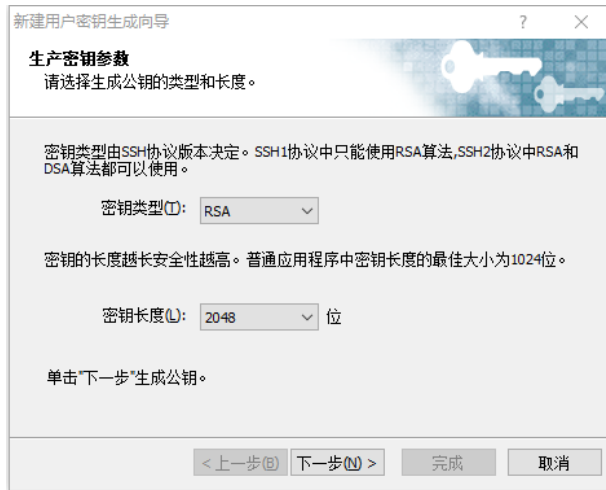 新建用户密钥生成向导
?
生产密钥参数
请选择生成公钥的类型和长度。
密钥类型由SSH协议版本决定。SSH1协议中只能使用RSA算法,SSH2协议中RSA和
DSA算法都可以使用。
密钥类型(T): RSA
密钥的长度越长安全性越高。普通应用程序中密钥长度的最佳大小为1024位。
密钥长度(L): 2048 位
单击"下一步"生成公钥。
<上一步(B) 下一步(N) > 完成 取消